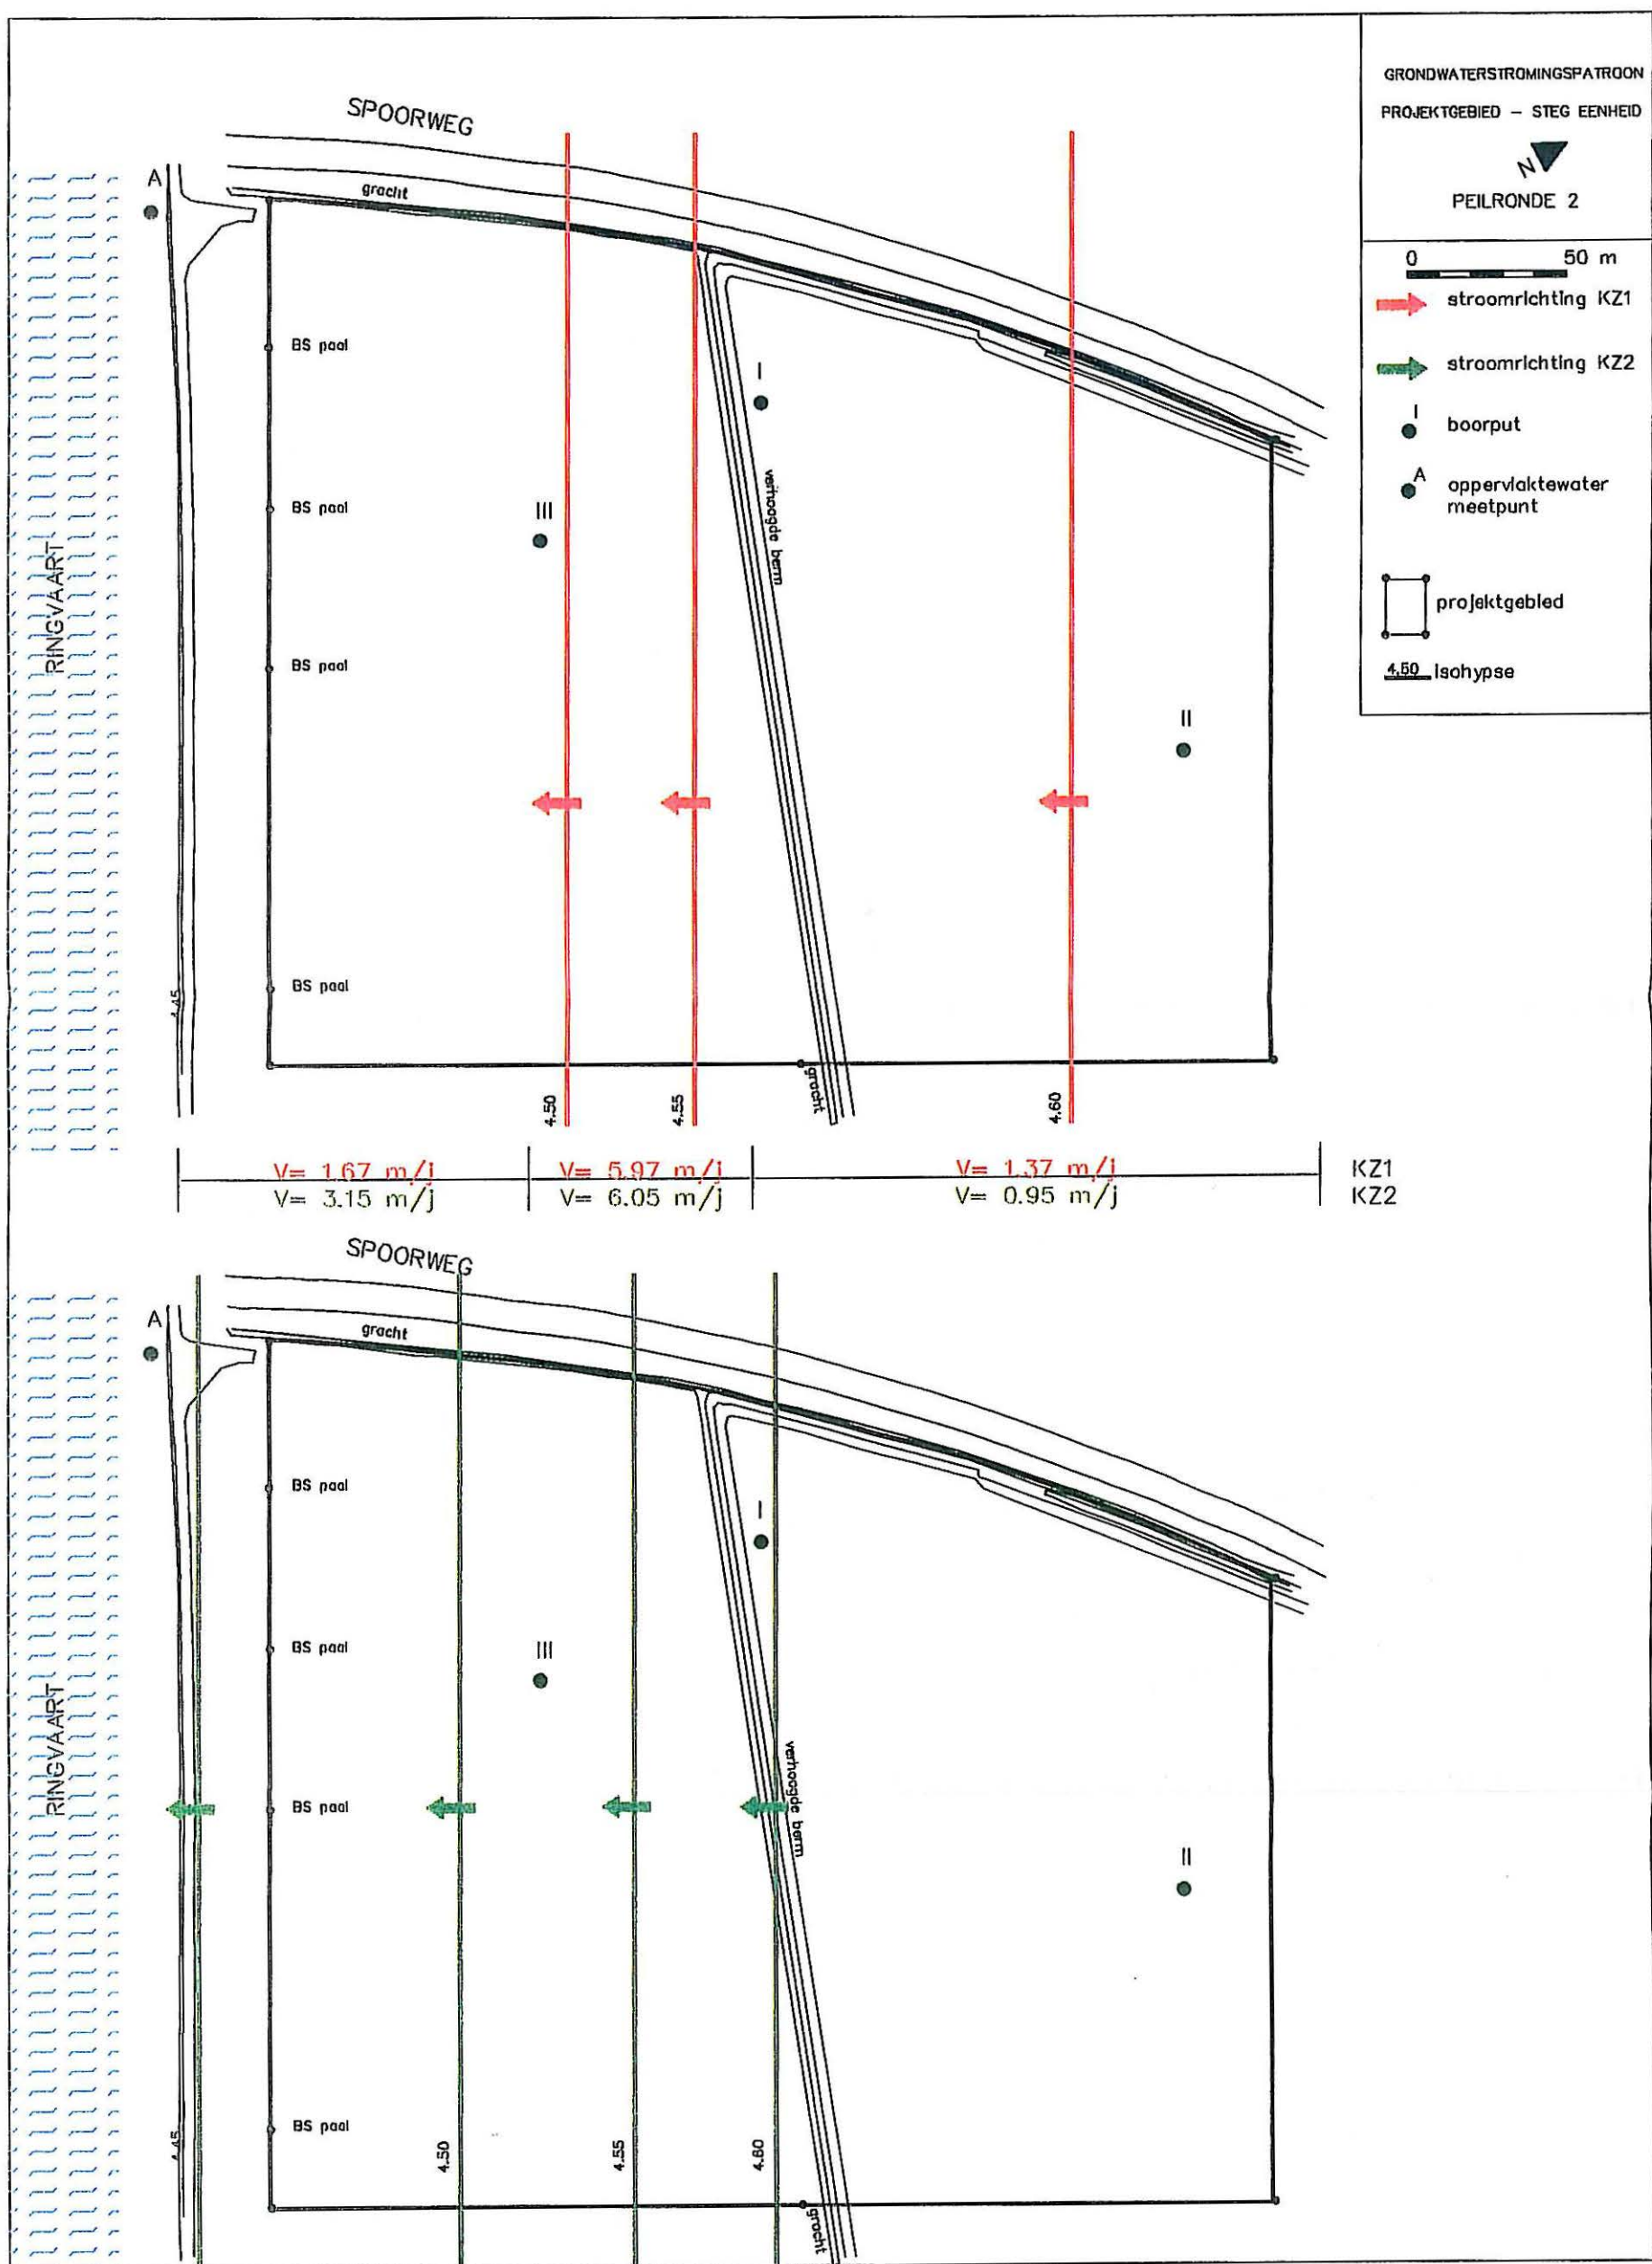 GRONDWATERSTROMINGSPATROON
PROJEKTGEBIED – STEG EENHEID
N
PEILRONDE 2
0 50 m
stroomrichting KZ1
stroomrichting KZ2
I
boorput
A
oppervlaktewater
meetpunt
projektgebied
4.50 Isohypse
SPOORWEG
A
gracht
BS paal
I
BS paal
III
verhoogde berm
RINGVAART
BS paal
II
BS paal
4.50
4.55
4.60
gracht
V= 1.67 m/j V= 5.97 m/j V= 1.37 m/j KZ1
V= 3.15 m/j V= 6.05 m/j V= 0.95 m/j KZ2
SPOORWEG
A
gracht
BS paal
I
BS paal
III
RINGVAART
verhoogde berm
BS paal
II
BS paal
4.50
4.55
4.60
gracht